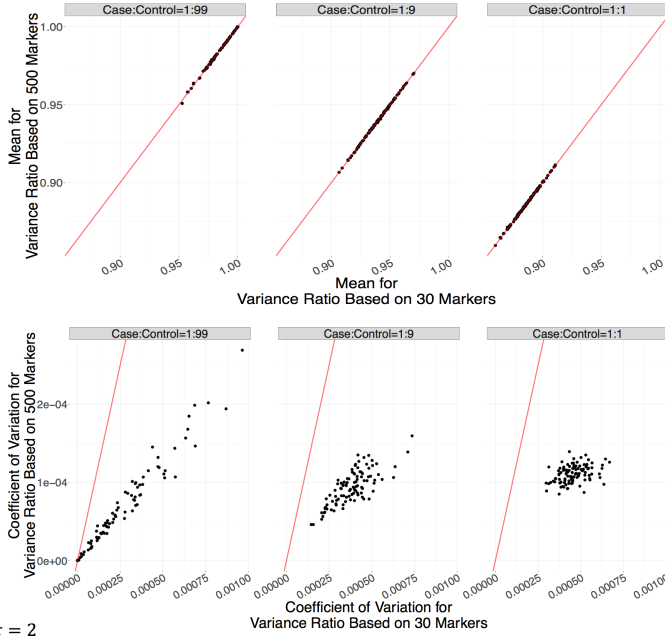 Case:Control=1:99 Case:Control=1:9 Case:Control=1:1
Mean for
Variance Ratio Based on 500 Markers
1.00
0.95
0.90
0.90 0.95 1.00 0.90 0.95 1.00 0.90 0.95 1.00
Mean for
Variance Ratio Based on 30 Markers
Case:Control=1:99 Case:Control=1:9 Case:Control=1:1
Coefficient of Variation for
Variance Ratio Based on 500 Markers
2e−04
1e−04
0e+00
0.00000 0.00025 0.00050 0.00075 0.00100 0.00000 0.00025 0.00050 0.00075 0.00100 0.00000 0.00025 0.00050 0.00075 0.00100
Coefficient of Variation for
Variance Ratio Based on 30 Markers
= 2